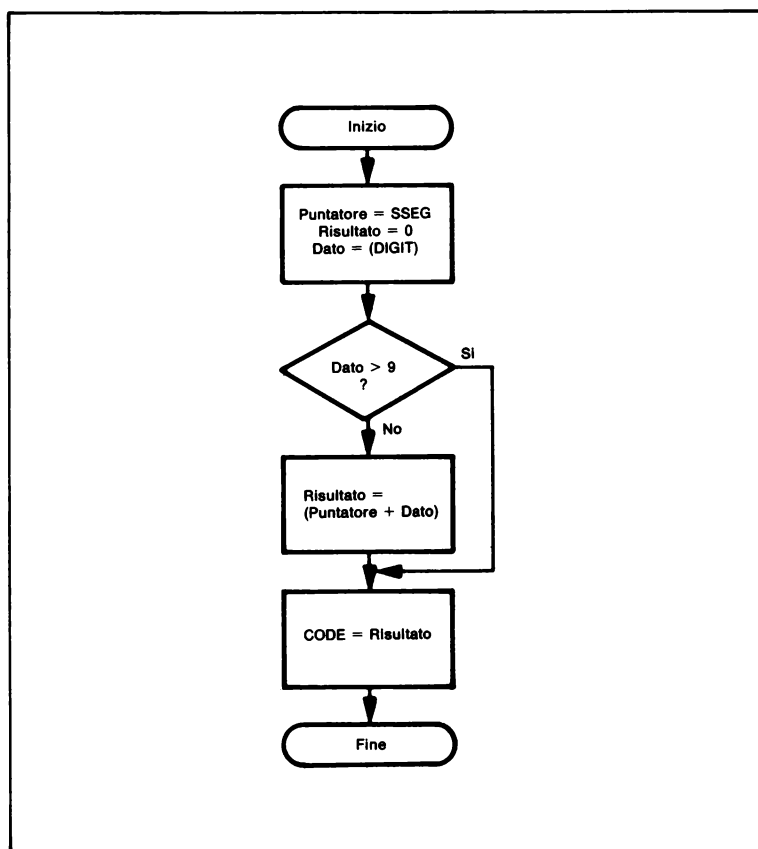 Inizio
Puntatore = SSEG
Risultato = 0
Dato = (DIGIT)
Dato > 9
?
Si
No
Risultato =
(Puntatore + Dato)
CODE = Risultato
Fine